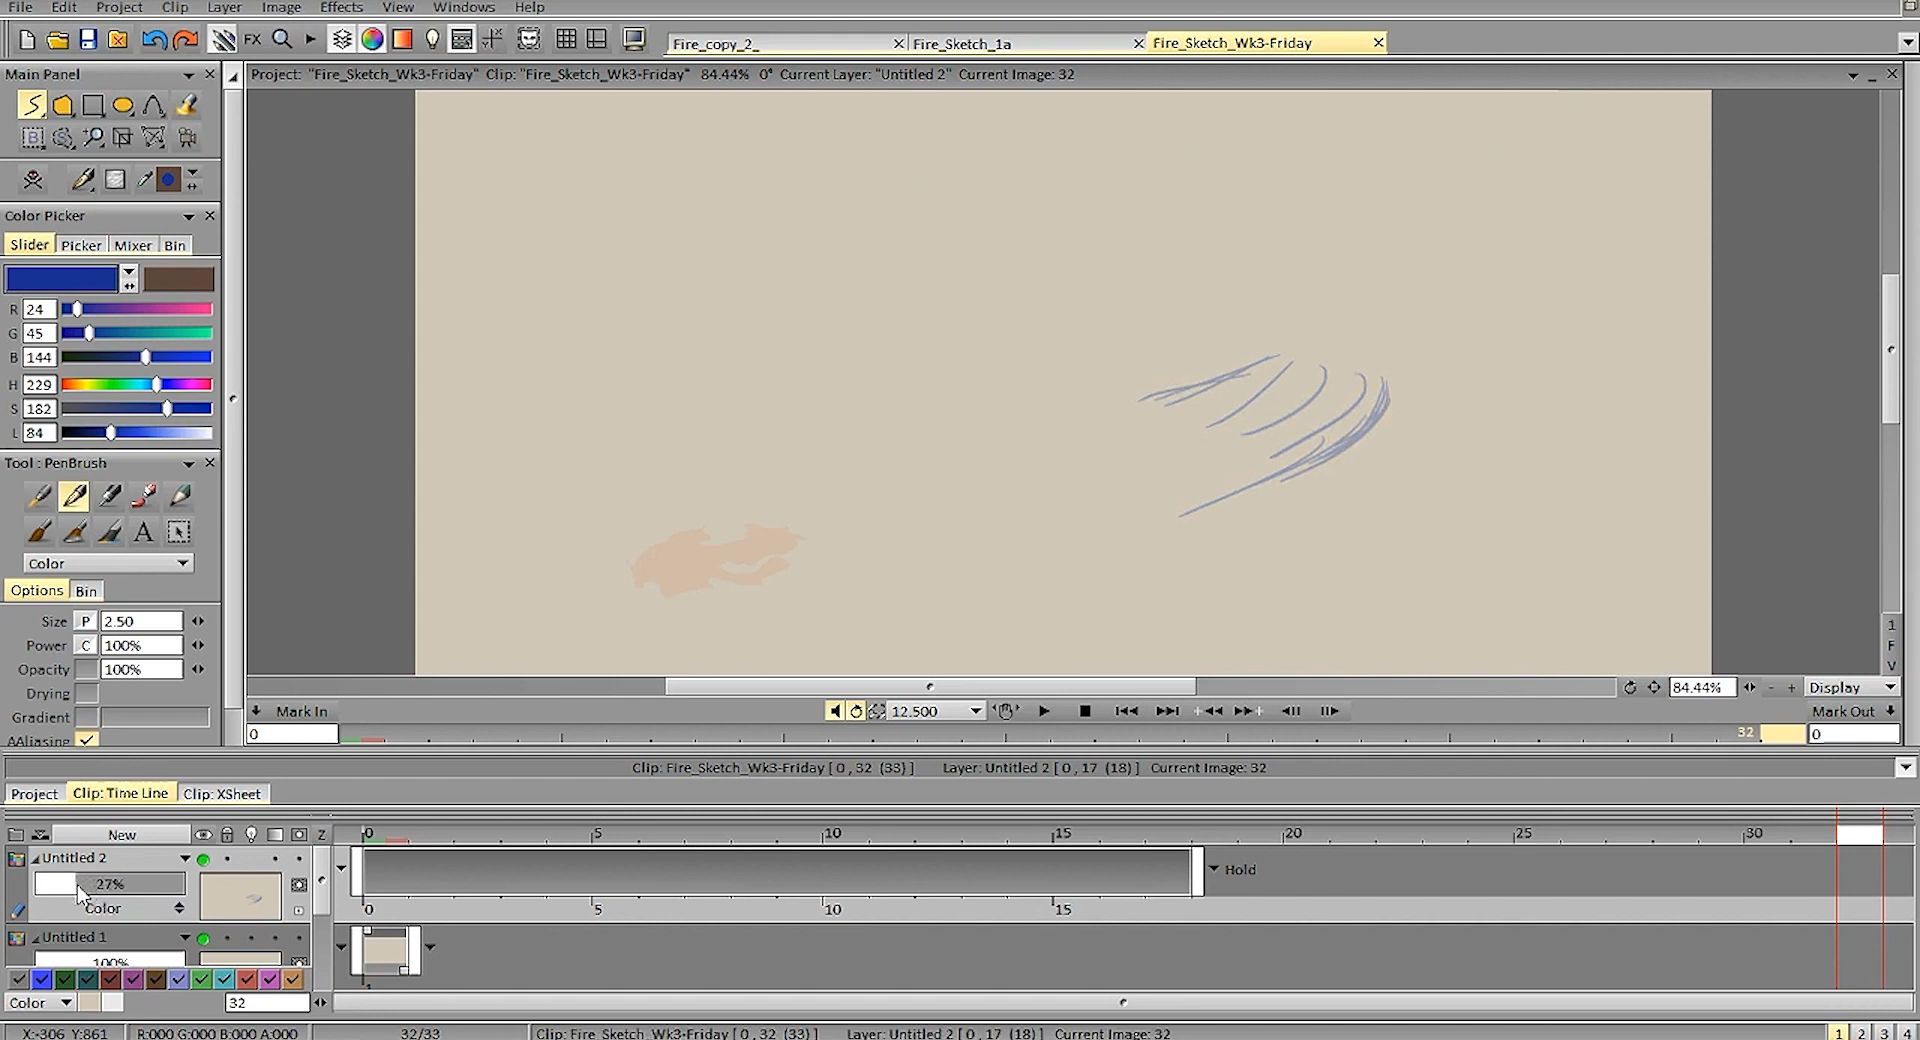 File Edit Project Clip Layer Image Effects View Windows Help
FX Fire_copy_2_ Fire_Sketch_1a Fire_Sketch_Wk3-Friday
Main Panel Project: "Fire_Sketch_Wk3-Friday" Clip: "Fire_Sketch_Wk3-Friday" 84.44% 0° Current Layer: "Untitled 2" Current Image: 32
Color Picker
Slider Picker Mixer Bin
R 24
G 45
B 144
H 229
S 182
L 84
Tool : PenBrush
A
Color
Options Bin
Size P 2.50
Power C 100%
Opacity 100%
Drying
Gradient
AAliasing
1
F
V
84.44% - + Display
Mark In 12.500 Mark Out
0 32 0
Clip: Fire_Sketch_Wk3-Friday [ 0 , 32 (33) ] Layer: Untitled 2 [ 0 , 17 (18) ] Current Image: 32
Project Clip: Time Line Clip: XSheet
New Z 0 5 10 15 20 25 30
Untitled 2
27% Hold
Color 0 5 10 15
Untitled 1
100%
1
Color 32
X:-306 Y:861 R:000 G:000 B:000 A:000 32/33 Clip: Fire_Sketch_Wk3-Friday [ 0 , 32 (33) ] Layer: Untitled 2 [ 0 , 17 (18) ] Current Image: 32 1 2 3 4